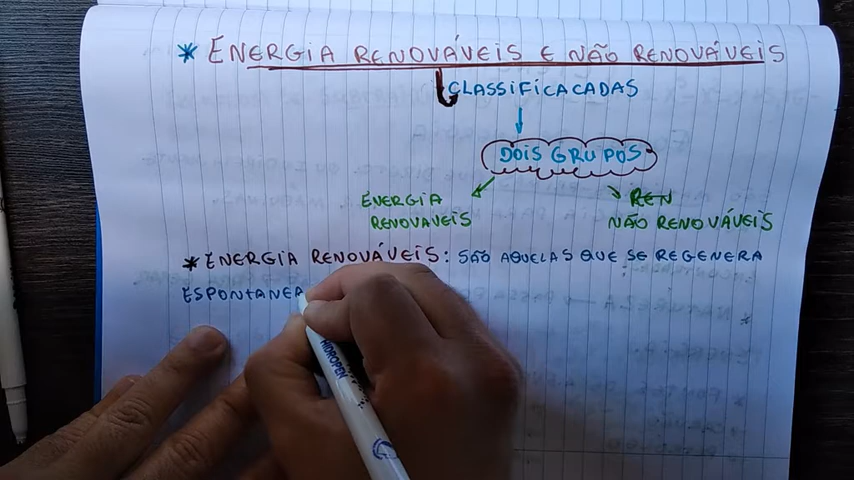 * ENERGIA RENOVÁVEIS E NÃO RENOVÁVEIS
CLASSIFICACADAS
DOIS GRUPOS
ENERGIA
RENOVAVEIS
REN
NÃO RENOVÁVEIS
* ENERGIA RENOVÁVEIS: SÃO AQUELAS QUE SE REGENERA
ESPONTANEA
HIDROPEN